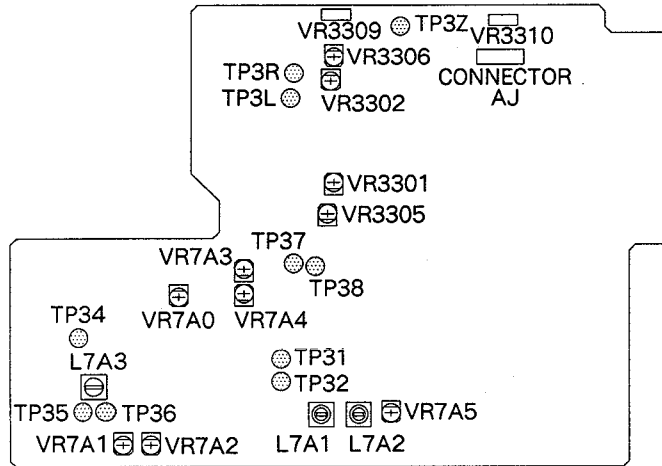 VR3309
TP3Z
VR3310
VR3306
TP3R
CONNECTOR
AJ
VR3302
TP3L
VR3301
VR3305
TP37
VR7A3
TP38
TP34
VR7A0
VR7A4
L7A3
TP31
TP32
TP35
TP36
VR7A5
VR7A1
VR7A2
L7A1
L7A2